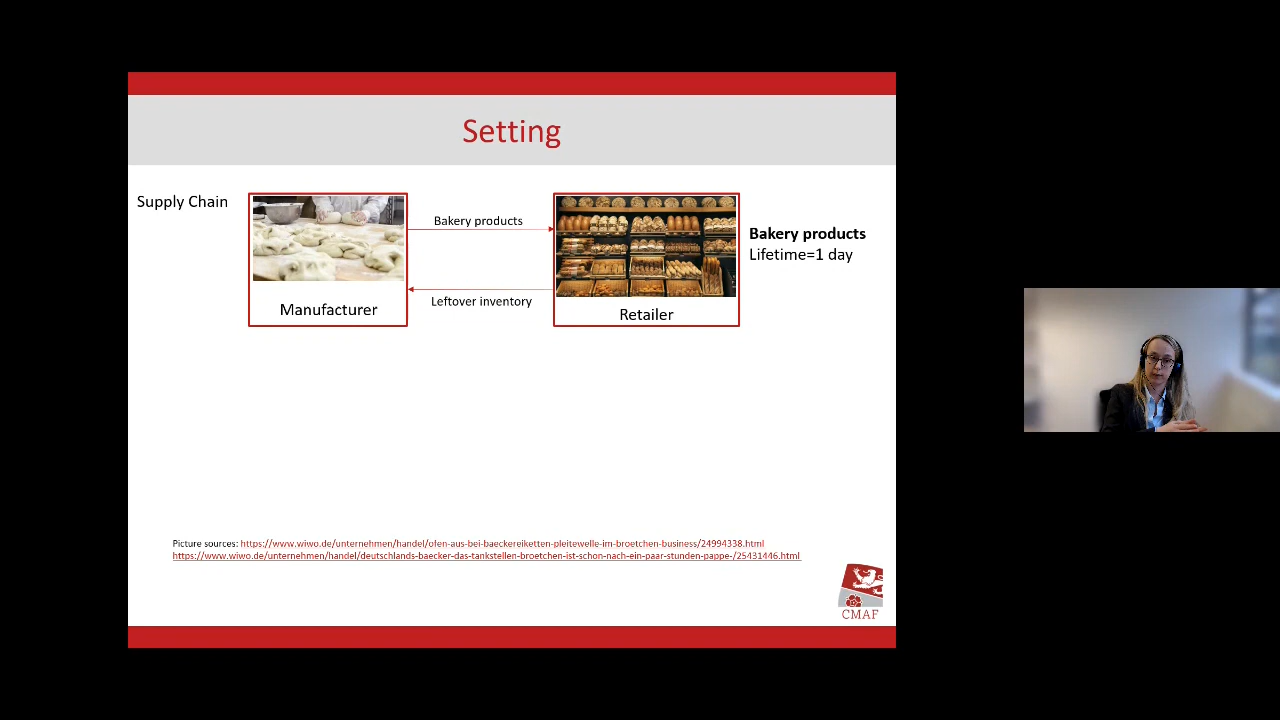 Setting
Supply Chain
Bakery products
Bakery products
Lifetime=1 day
Leftover inventory
Manufacturer
Retailer
Picture sources: https://www.wiwo.de/unternehmen/handel/ofen-aus-bei-baeckereiketten-pleitewelle-im-broetchen-business/24994338.html
https://www.wiwo.de/unternehmen/handel/deutschlands-baecker-das-tankstellen-broetchen-ist-schon-nach-ein-paar-stunden-pappe-/25431446.html
CMAF